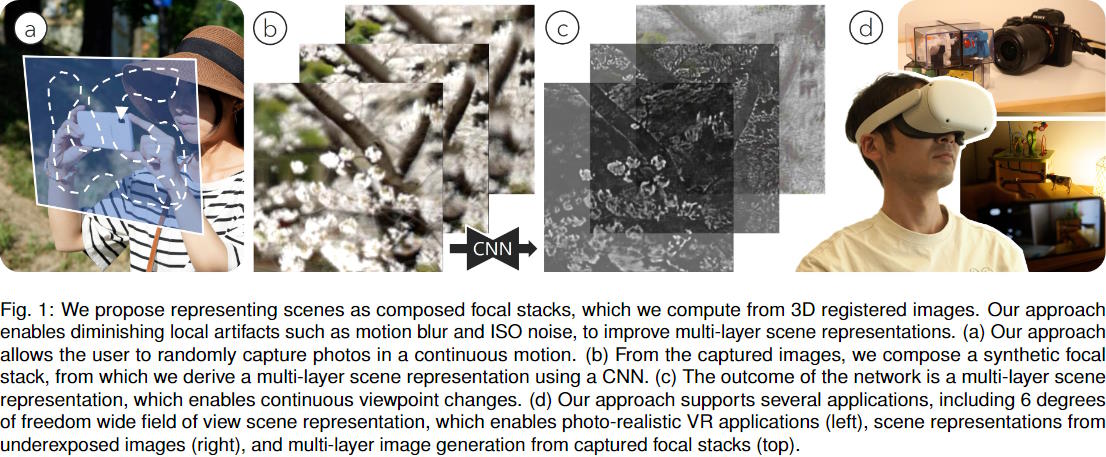 a
b
c
d
CNN
Fig. 1: We propose representing scenes as composed focal stacks, which we compute from 3D registered images. Our approach
enables diminishing local artifacts such as motion blur and ISO noise, to improve multi-layer scene representations. (a) Our approach
allows the user to randomly capture photos in a continuous motion. (b) From the captured images, we compose a synthetic focal
stack, from which we derive a multi-layer scene representation using a CNN. (c) The outcome of the network is a multi-layer scene
representation, which enables continuous viewpoint changes. (d) Our approach supports several applications, including 6 degrees
of freedom wide field of view scene representation, which enables photo-realistic VR applications (left), scene representations from
underexposed images (right), and multi-layer image generation from captured focal stacks (top).